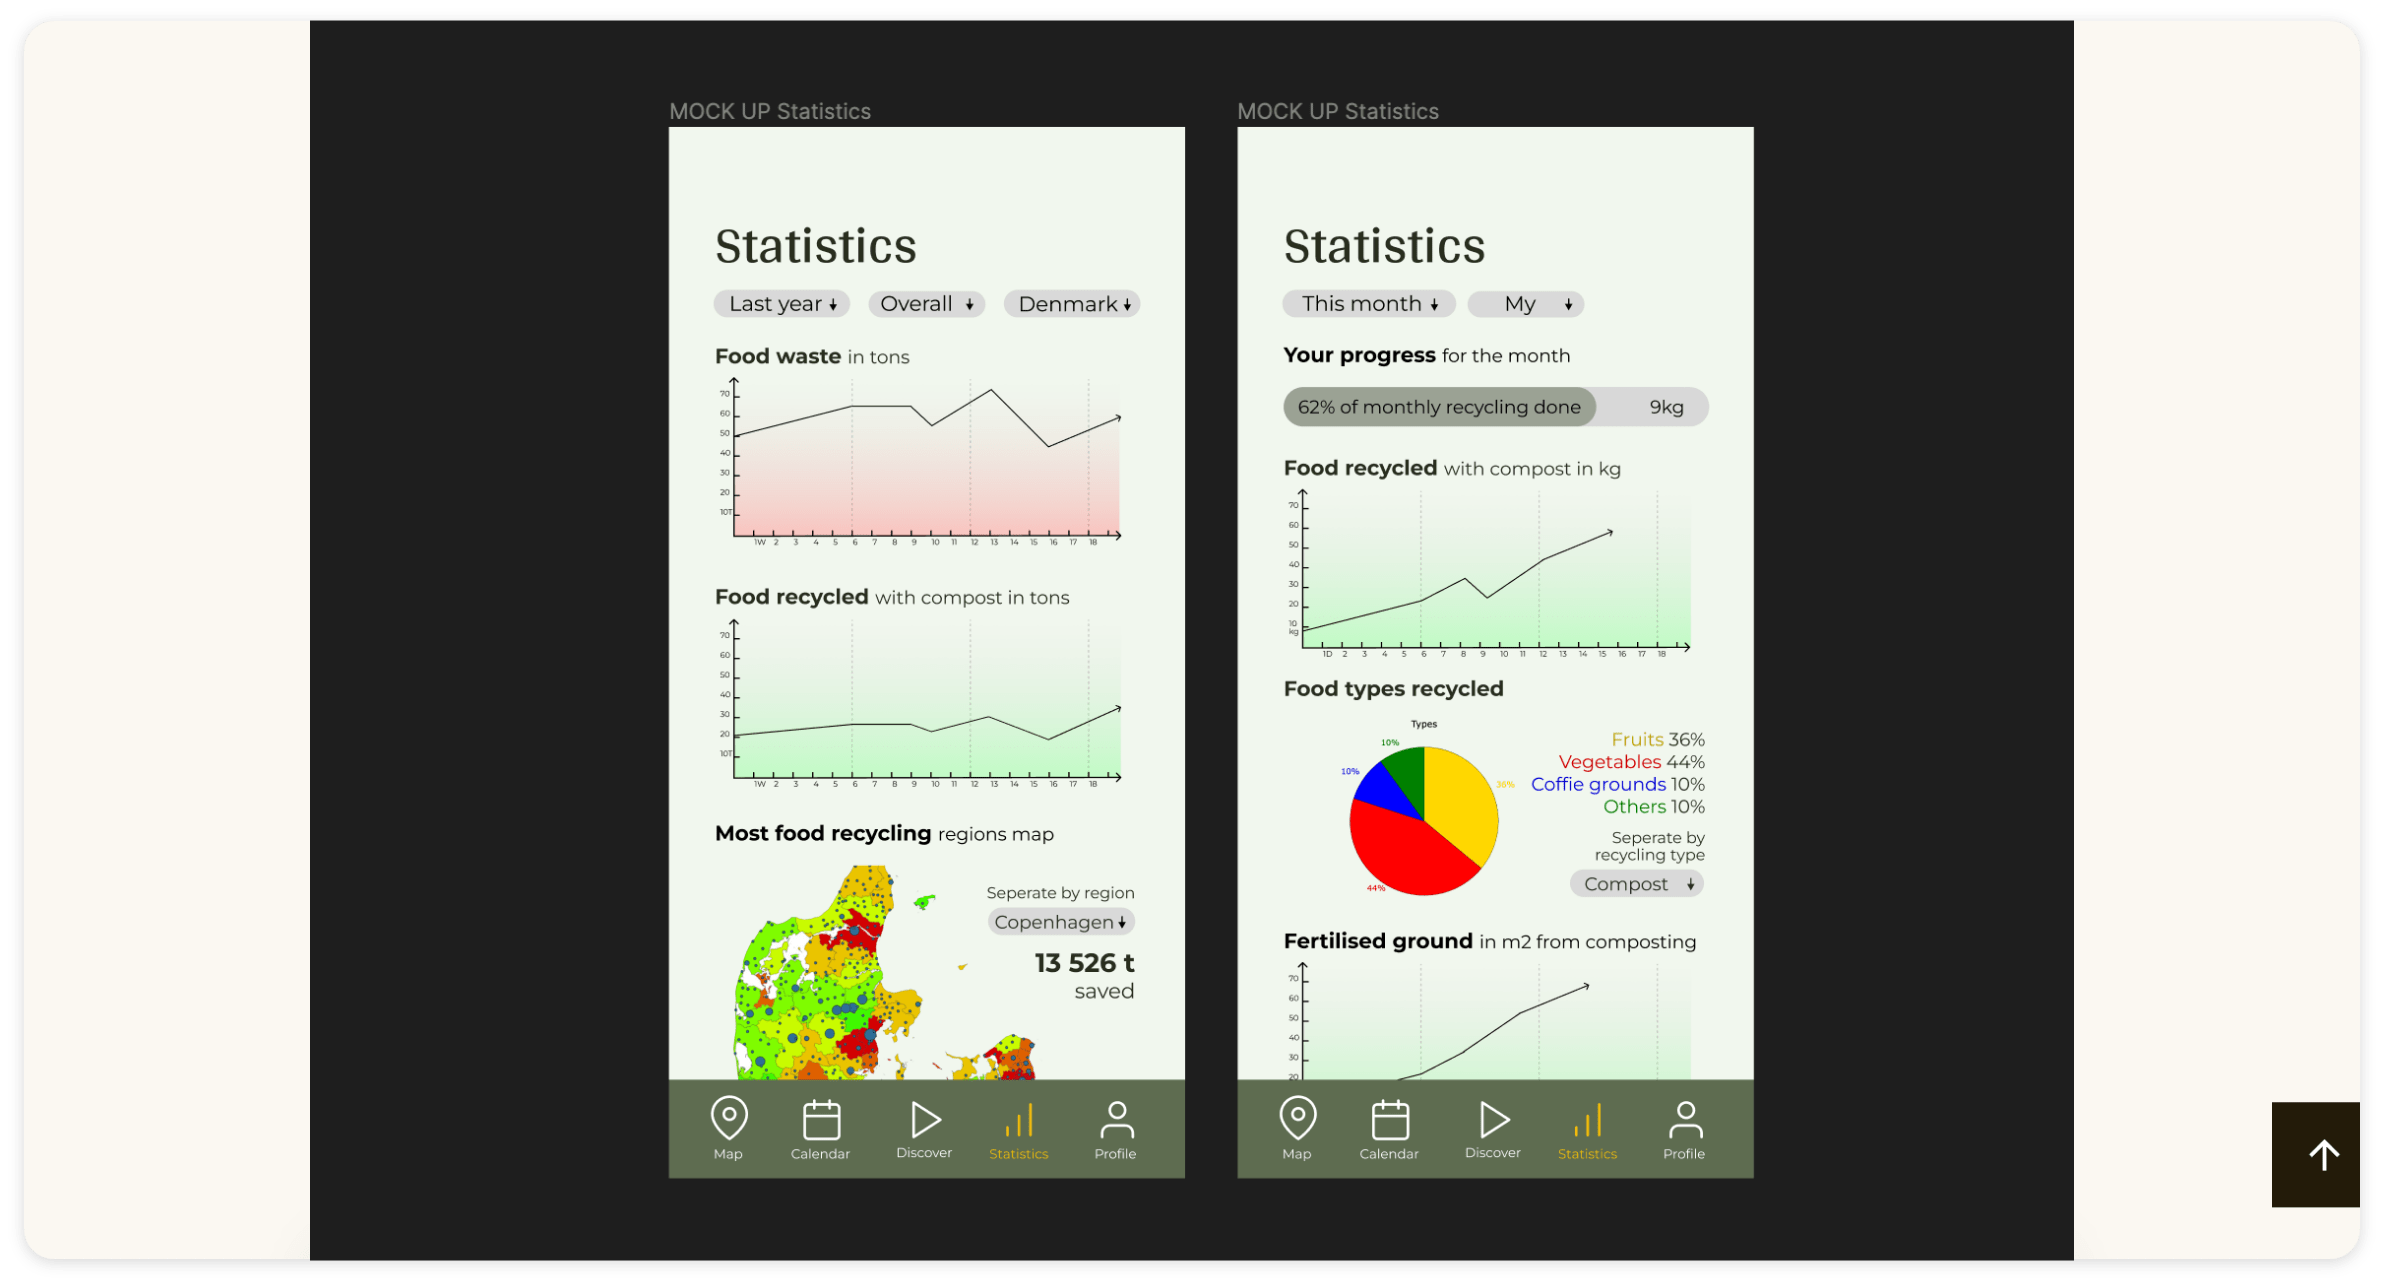 MOCK UP Statistics
Statistics
Last year
Overall
Denmark
Food waste in tons
70
60
50
40
30
20
10T
1W 2 3 4 5 6 7 8 9 10 11 12 13 14 15 16 17 18
Food recycled with compost in tons
70
60
50
40
30
20
10T
1W 2 3 4 5 6 7 8 9 10 11 12 13 14 15 16 17 18
Most food recycling regions map
Seperate by region
Copenhagen
13 526 t
saved
Map
Calendar
Discover
Statistics
Profile
MOCK UP Statistics
Statistics
This month
My
Your progress for the month
62% of monthly recycling done 9kg
Food recycled with compost in kg
70
60
50
40
30
20
10
kg
1D 2 3 4 5 6 7 8 9 10 11 12 13 14 15 16 17 18
Food types recycled
Types
10%
10%
36%
44%
Fruits 36%
Vegetables 44%
Coffie grounds 10%
Others 10%
Seperate by
recycling type
Compost
Fertilised ground in m2 from composting
70
60
50
40
30
20
Map
Calendar
Discover
Statistics
Profile